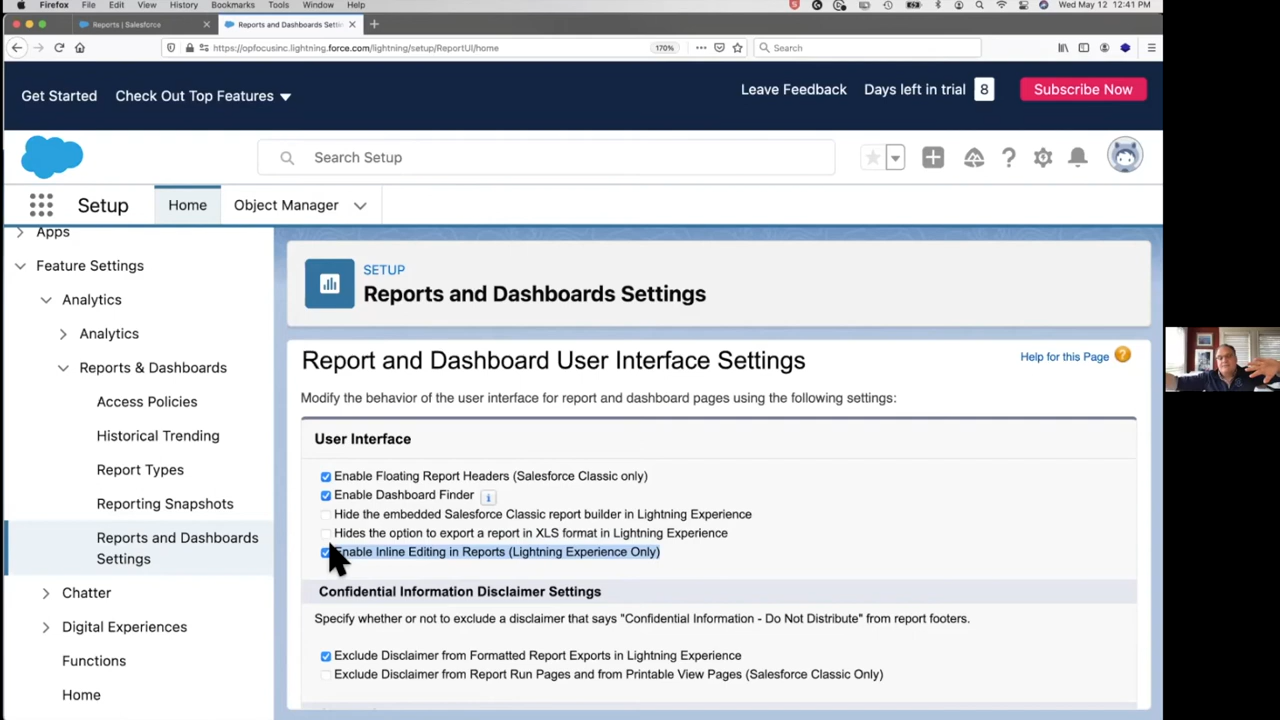 Firefox File Edit View History Bookmarks Tools Window Help
Wed May 12 12:41 PM
Reports | Salesforce
Reports and Dashboards Settin
https://opfocusinc.lightning.force.com/lightning/setup/ReportUI/home
170%
Search
Get Started
Check Out Top Features
Leave Feedback
Days left in trial 8
Subscribe Now
Search Setup
Setup
Home
Object Manager
Apps
Feature Settings
Analytics
Analytics
Reports & Dashboards
Access Policies
Historical Trending
Report Types
Reporting Snapshots
Reports and Dashboards
Settings
Chatter
Digital Experiences
Functions
Home
SETUP
Reports and Dashboards Settings
Report and Dashboard User Interface Settings
Help for this Page ?
Modify the behavior of the user interface for report and dashboard pages using the following settings:
User Interface
Enable Floating Report Headers (Salesforce Classic only)
Enable Dashboard Finder i
Hide the embedded Salesforce Classic report builder in Lightning Experience
Hides the option to export a report in XLS format in Lightning Experience
Enable Inline Editing in Reports (Lightning Experience Only)
Confidential Information Disclaimer Settings
Specify whether or not to exclude a disclaimer that says "Confidential Information - Do Not Distribute" from report footers.
Exclude Disclaimer from Formatted Report Exports in Lightning Experience
Exclude Disclaimer from Report Run Pages and from Printable View Pages (Salesforce Classic Only)